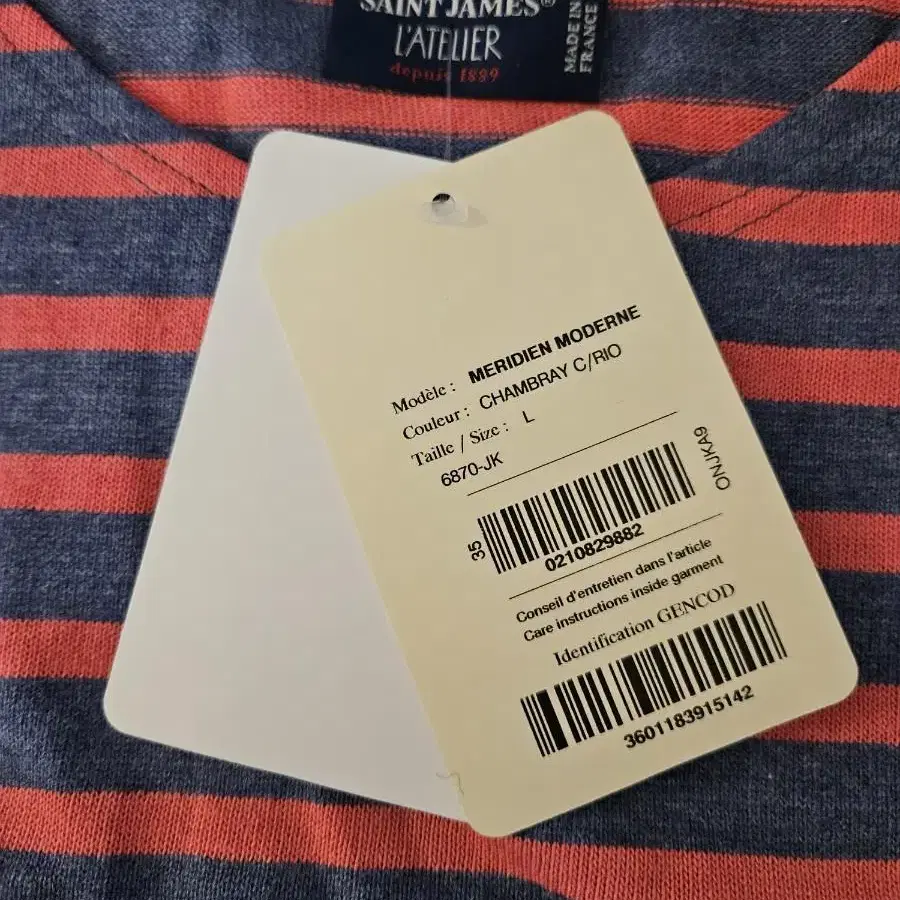 SAINT JAMES®
L'ATELIER
depuis 1889
MADE IN
FRANCE
Modèle : MERIDIEN MODERNE
Couleur : CHAMBRAY C/RIO
Taille / Size : L
6870-JK
ONJKA9
35
0210829882
Conseil d'entretien dans l'article
Care instructions inside garment
Identification GENCOD
3601183915142